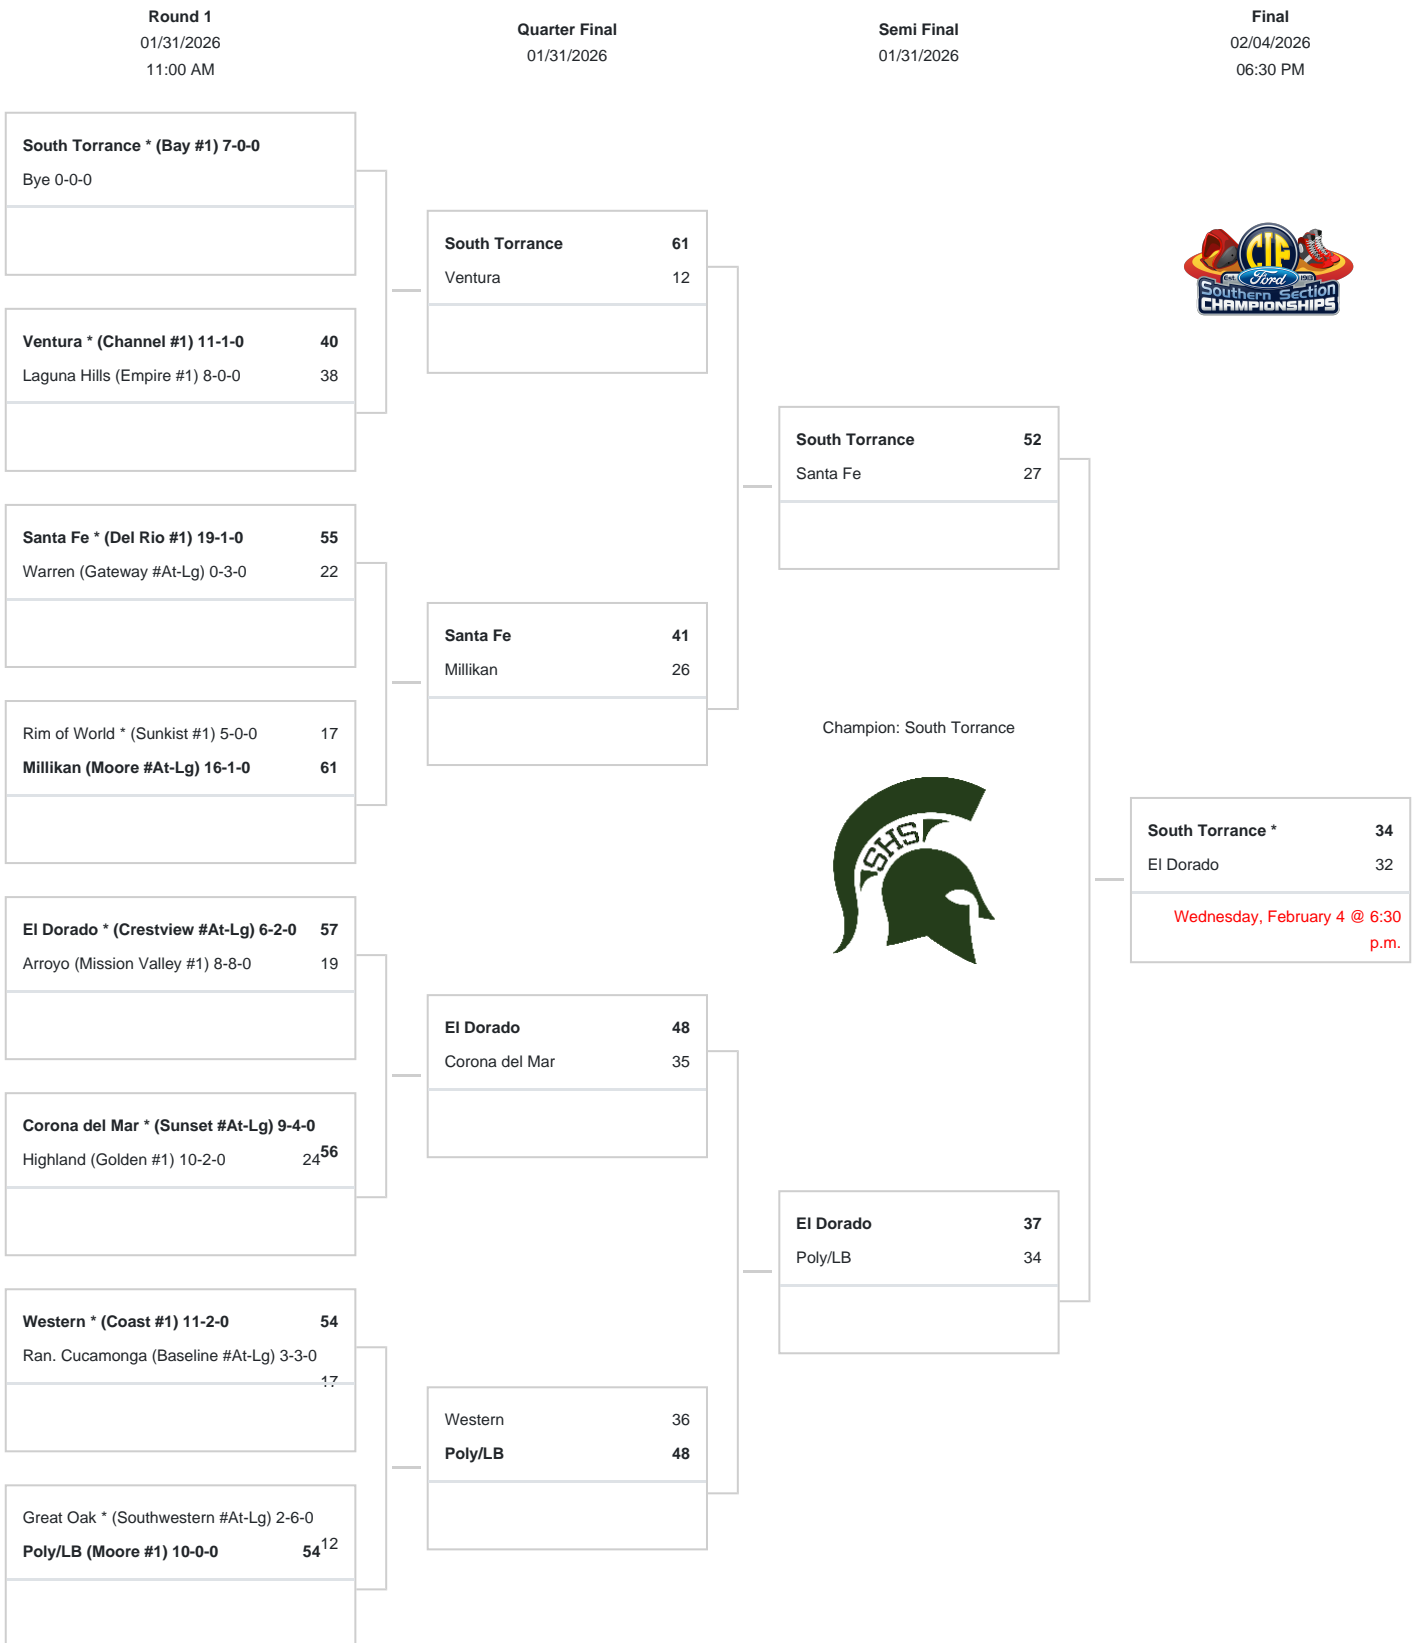 Round 1
01/31/2026
11:00 AM
Quarter Final
01/31/2026
Semi Final
01/31/2026
Final
02/04/2026
06:30 PM
South Torrance * (Bay #1) 7-0-0
Bye 0-0-0
Ventura * (Channel #1) 11-1-0 40
Laguna Hills (Empire #1) 8-0-0 38
Santa Fe * (Del Rio #1) 19-1-0 55
Warren (Gateway #At-Lg) 0-3-0 22
Rim of World * (Sunkist #1) 5-0-0 17
Millikan (Moore #At-Lg) 16-1-0 61
El Dorado * (Crestview #At-Lg) 6-2-0 57
Arroyo (Mission Valley #1) 8-8-0 19
Corona del Mar * (Sunset #At-Lg) 9-4-0
56
Highland (Golden #1) 10-2-0 24
Western * (Coast #1) 11-2-0 54
Ran. Cucamonga (Baseline #At-Lg) 3-3-0
17
Great Oak * (Southwestern #At-Lg) 2-6-0
12
Poly/LB (Moore #1) 10-0-0 54
South Torrance 61
Ventura 12
Santa Fe 41
Millikan 26
El Dorado 48
Corona del Mar 35
Western 36
Poly/LB 48
South Torrance 52
Santa Fe 27
Champion: South Torrance
SHS
El Dorado 37
Poly/LB 34
CIF
Est. 1913
Ford
Southern Section
CHAMPIONSHIPS
South Torrance * 34
El Dorado 32
Wednesday, February 4 @ 6:30
p.m.